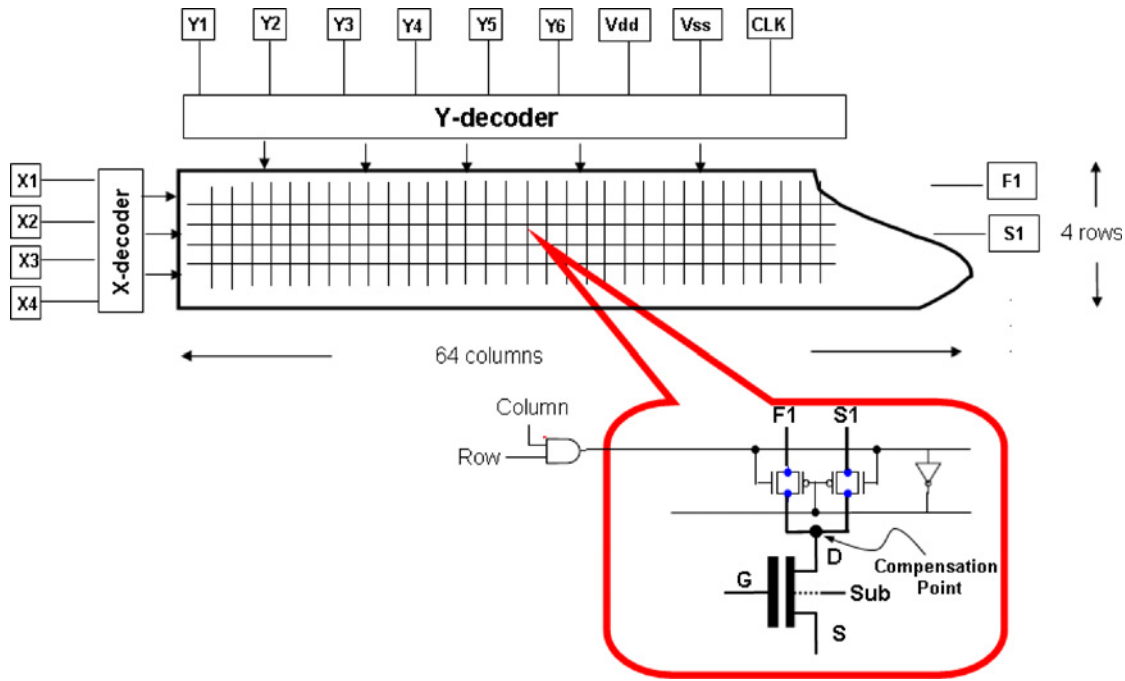 Y1 Y2 Y3 Y4 Y5 Y6 Vdd Vss CLK
Y-decoder
X1
X2
X3
X4
X-decoder
F1
S1
4 rows
64 columns
Column
Row
F1 S1
D
Compensation
Point
G
Sub
S